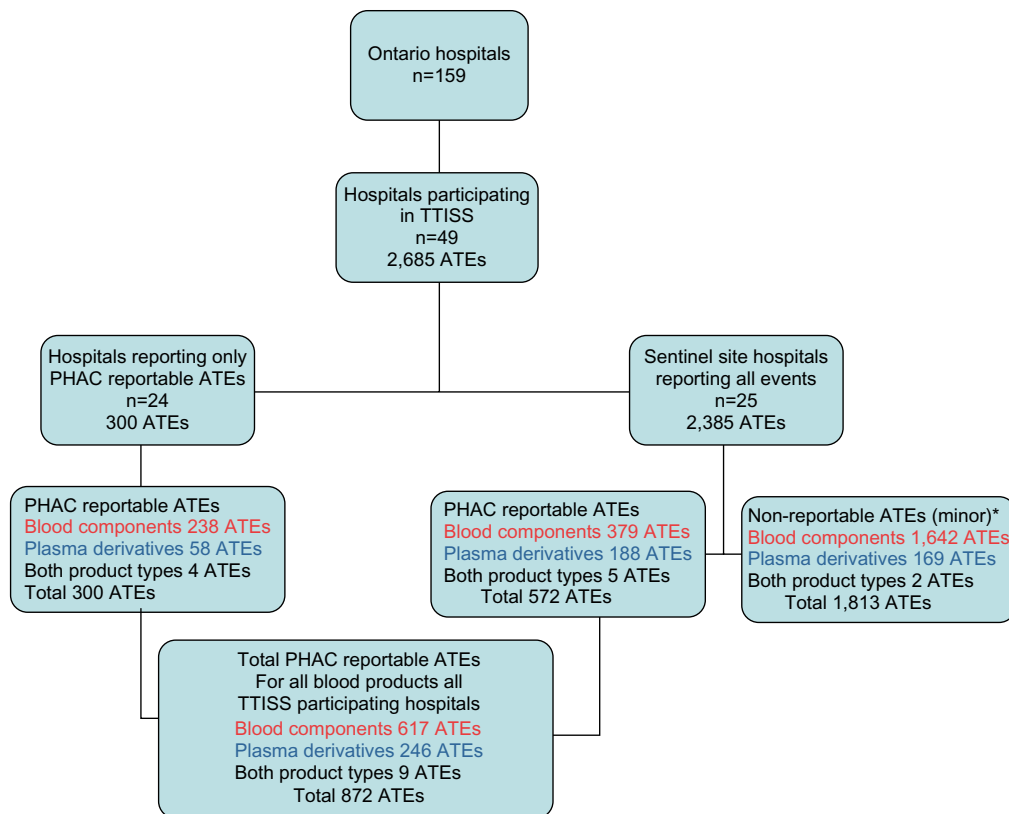 Ontario hospitals
n=159
Hospitals participating
in TTISS
n=49
2,685 ATEs
Hospitals reporting only
PHAC reportable ATEs
n=24
300 ATEs
Sentinel site hospitals
reporting all events
n=25
2,385 ATEs
PHAC reportable ATEs
Blood components 238 ATEs
Plasma derivatives 58 ATEs
Both product types 4 ATEs
Total 300 ATEs
PHAC reportable ATEs
Blood components 379 ATEs
Plasma derivatives 188 ATEs
Both product types 5 ATEs
Total 572 ATEs
Non-reportable ATEs (minor)*
Blood components 1,642 ATEs
Plasma derivatives 169 ATEs
Both product types 2 ATEs
Total 1,813 ATEs
Total PHAC reportable ATEs
For all blood products all
TTISS participating hospitals
Blood components 617 ATEs
Plasma derivatives 246 ATEs
Both product types 9 ATEs
Total 872 ATEs